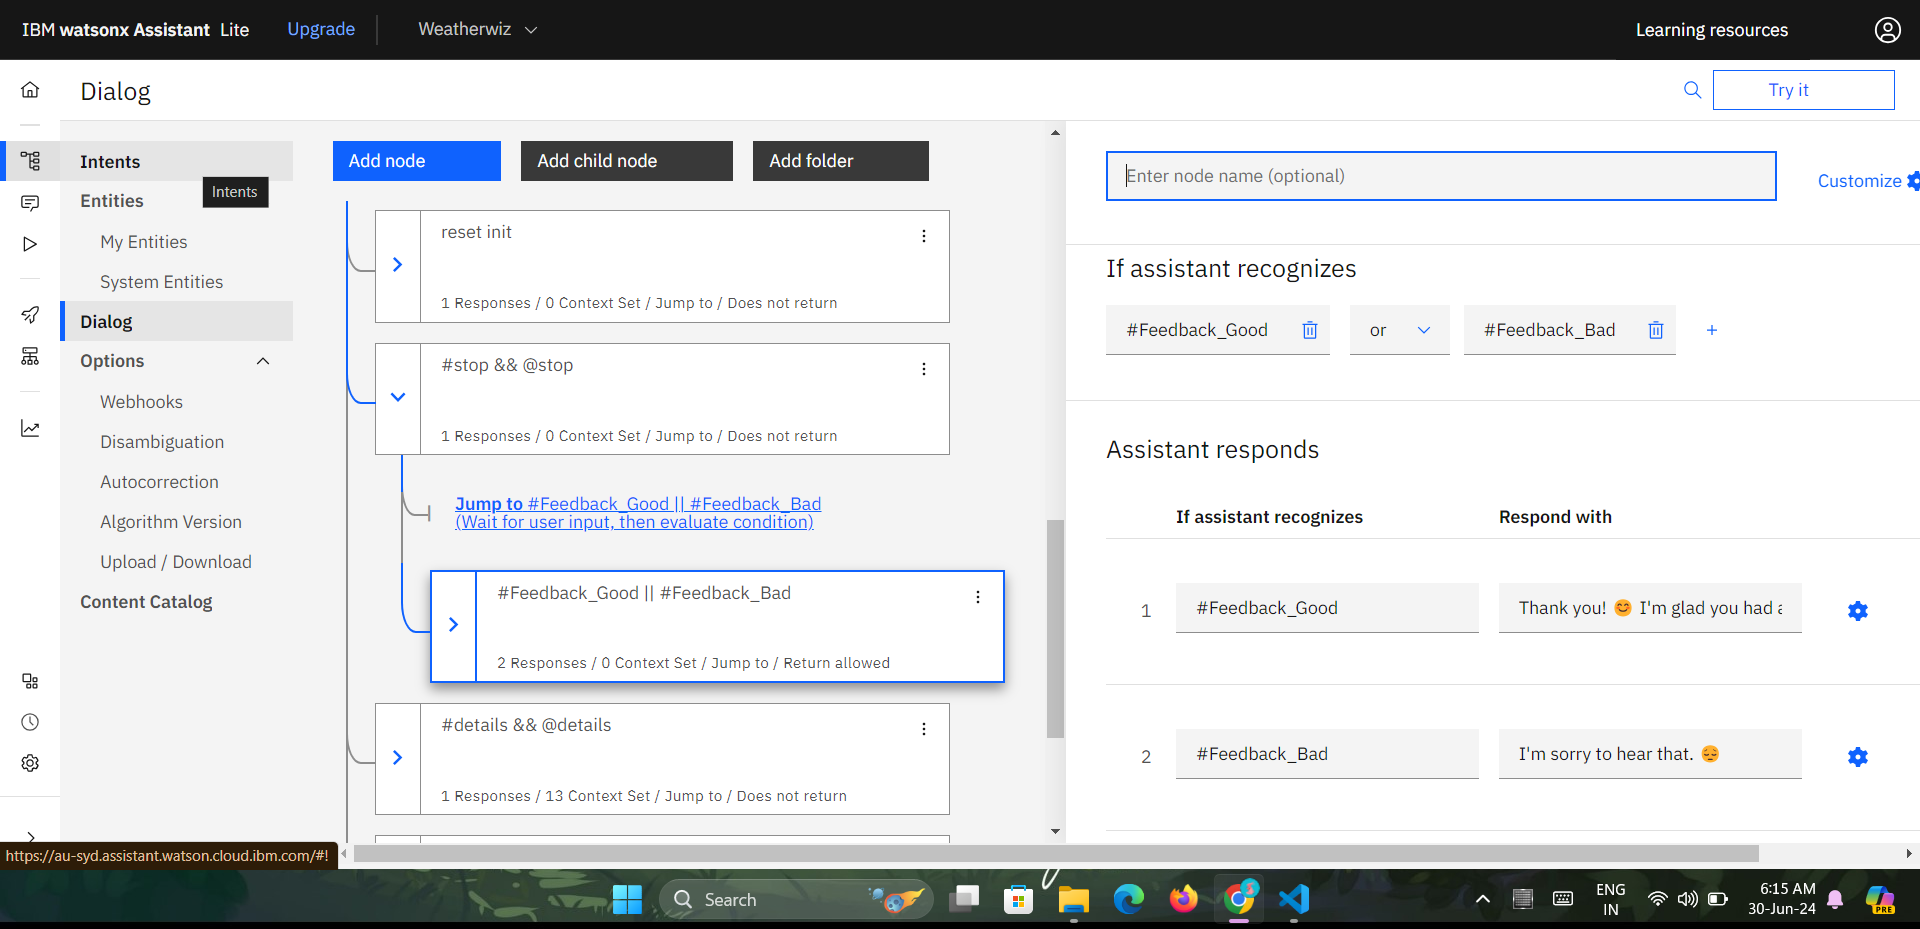 IBM watsonx Assistant Lite Upgrade Weatherwiz Learning resources
Dialog
Try it
Intents
Intents
Entities
My Entities
System Entities
Dialog
Options
Webhooks
Disambiguation
Autocorrection
Algorithm Version
Upload / Download
Content Catalog
Add node Add child node Add folder
reset init
1 Responses / 0 Context Set / Jump to / Does not return
#stop && @stop
1 Responses / 0 Context Set / Jump to / Does not return
Jump to #Feedback_Good || #Feedback_Bad
(Wait for user input, then evaluate condition)
#Feedback_Good || #Feedback_Bad
2 Responses / 0 Context Set / Jump to / Return allowed
#details && @details
1 Responses / 13 Context Set / Jump to / Does not return
Enter node name (optional)
Customize
If assistant recognizes
#Feedback_Good or #Feedback_Bad +
Assistant responds
If assistant recognizes Respond with
1 #Feedback_Good Thank you! 😊 I'm glad you had a
2 #Feedback_Bad I'm sorry to hear that. 😔
https://au-syd.assistant.watson.cloud.ibm.com/#!
Search
ENG
IN
6:15 AM
30-Jun-24
PRE